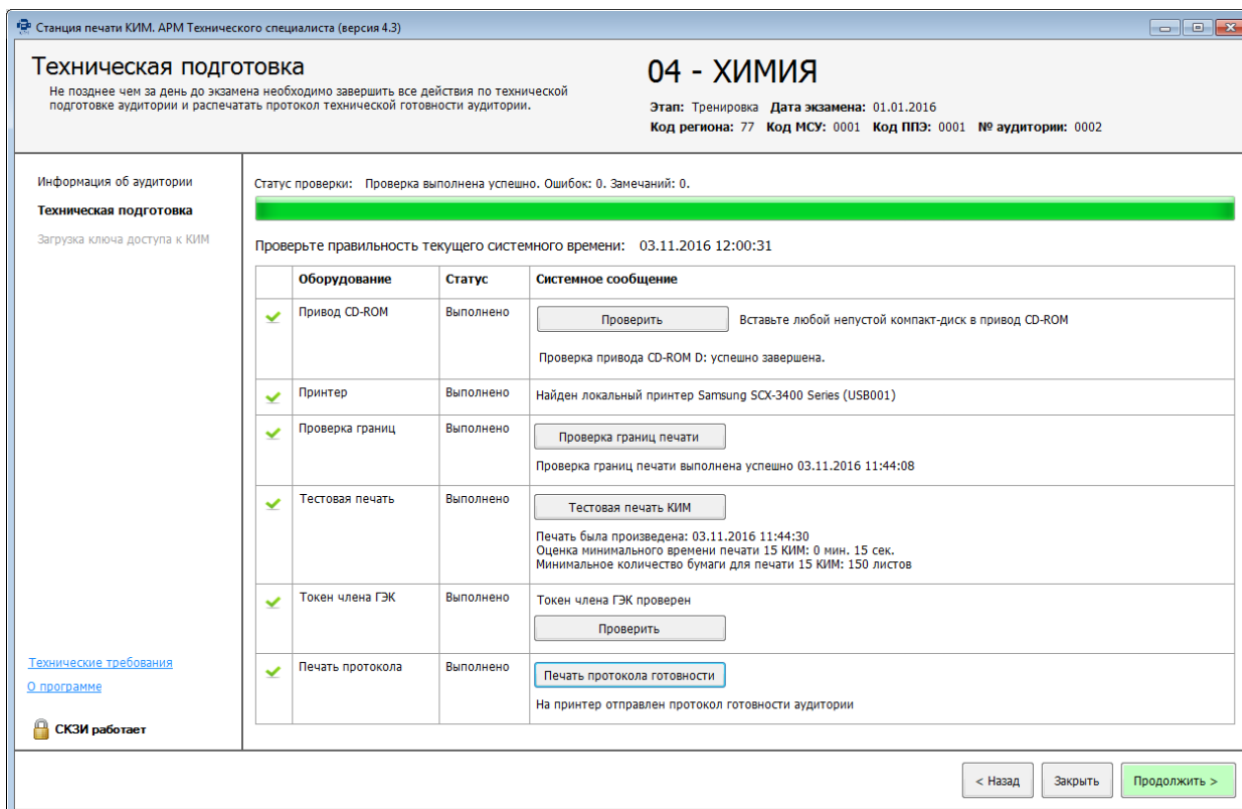 Станция печати КИМ. АРМ Технического специалиста (версия 4.3)
Техническая подготовка
Не позднее чем за день до экзамена необходимо завершить все действия по технической
подготовке аудитории и распечатать протокол технической готовности аудитории.
04 - ХИМИЯ
Этап: Тренировка Дата экзамена: 01.01.2016
Код региона: 77 Код МСУ: 0001 Код ППЭ: 0001 № аудитории: 0002
Информация об аудитории
Техническая подготовка
Загрузка ключа доступа к КИМ
Статус проверки: Проверка выполнена успешно. Ошибок: 0. Замечаний: 0.
Проверьте правильность текущего системного времени: 03.11.2016 12:00:31
Оборудование Статус Системное сообщение
Привод CD-ROM Выполнено Проверить Вставьте любой непустой компакт-диск в привод CD-ROM
Проверка привода CD-ROM D: успешно завершена.
Принтер Выполнено Найден локальный принтер Samsung SCX-3400 Series (USB001)
Проверка границ Выполнено Проверка границ печати
Проверка границ печати выполнена успешно 03.11.2016 11:44:08
Тестовая печать Выполнено Тестовая печать КИМ
Печать была произведена: 03.11.2016 11:44:30
Оценка минимального времени печати 15 КИМ: 0 мин. 15 сек.
Минимальное количество бумаги для печати 15 КИМ: 150 листов
Токен члена ГЭК Выполнено Токен члена ГЭК проверен
Проверить
Печать протокола Выполнено Печать протокола готовности
На принтер отправлен протокол готовности аудитории
Технические требования
О программе
СКЗИ работает
< Назад Закрыть Продолжить >